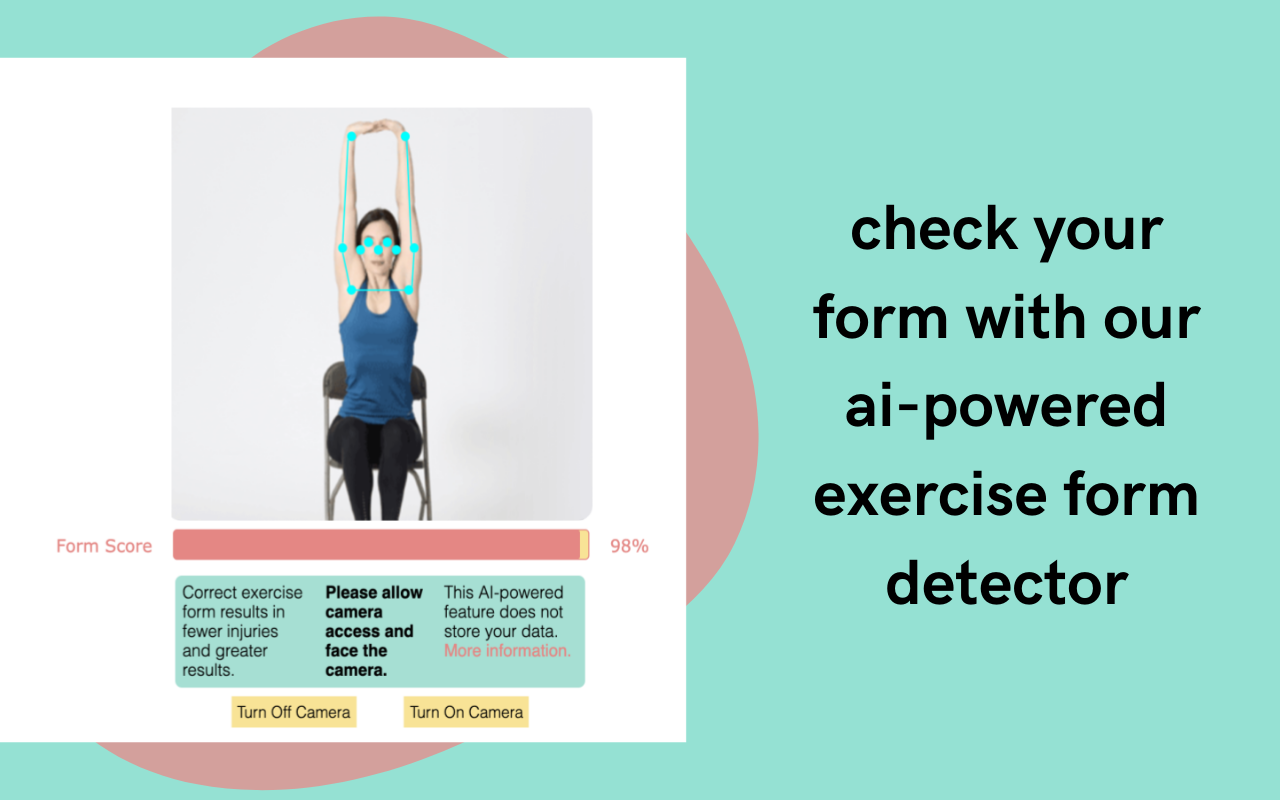 check your
form with our
ai-powered
exercise form
detector
Form Score
98%
Correct exercise
form results in
fewer injuries
and greater
results.
Please allow
camera
access and
face the
camera.
This AI-powered
feature does not
store your data.
More information.
Turn Off Camera
Turn On Camera